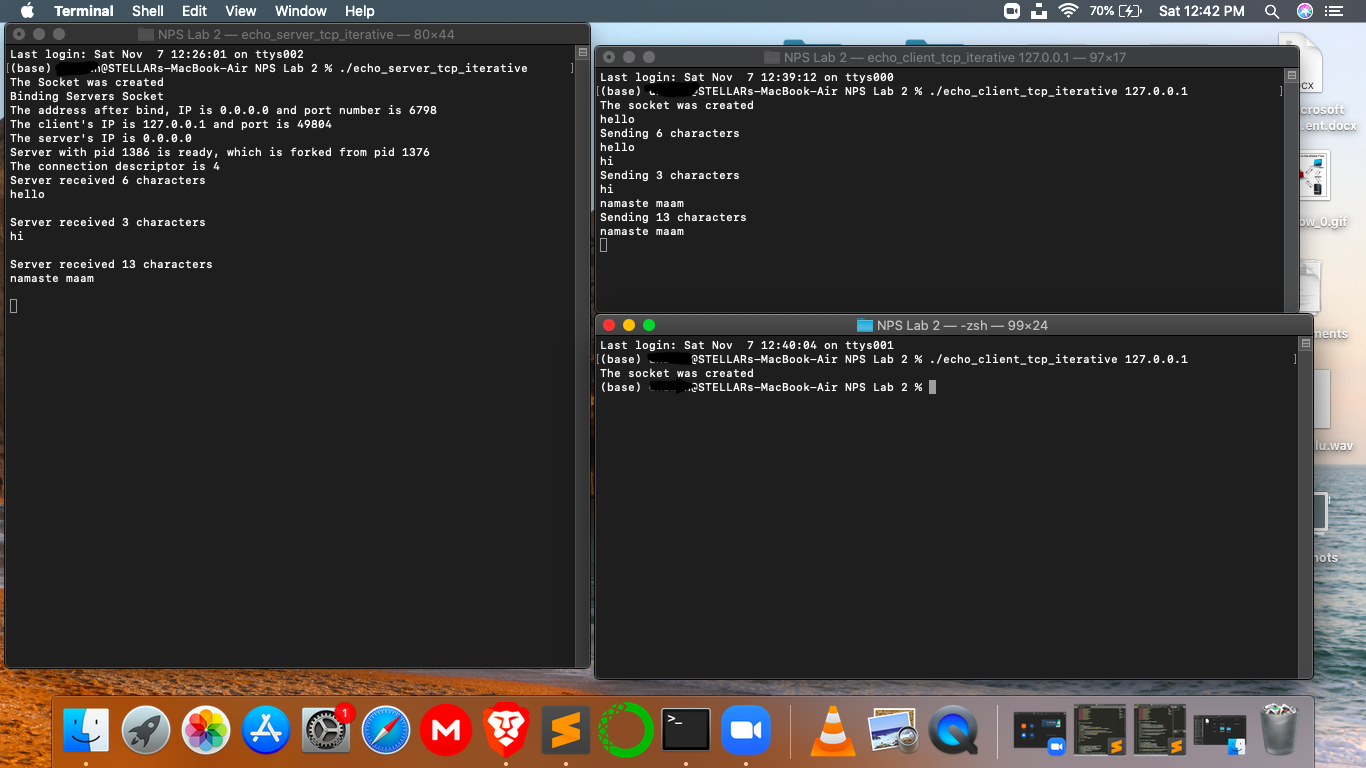 Terminal Shell Edit View Window Help 70% Sat 12:42 PM
NPS Lab 2 — echo_server_tcp_iterative — 80×44
Last login: Sat Nov  7 12:26:01 on ttys002
(base) @STELLARs-MacBook-Air NPS Lab 2 % ./echo_server_tcp_iterative
The Socket was created
Binding Servers Socket
The address after bind, IP is 0.0.0.0 and port number is 6798
The client's IP is 127.0.0.1 and port is 49804
The server's IP is 0.0.0.0
Server with pid 1386 is ready, which is forked from pid 1376
The connection descriptor is 4
Server received 6 characters
hello
Server received 3 characters
hi
Server received 13 characters
namaste maam
NPS Lab 2 — echo_client_tcp_iterative 127.0.0.1 — 97×17
Last login: Sat Nov  7 12:39:12 on ttys000
(base) @STELLARs-MacBook-Air NPS Lab 2 % ./echo_client_tcp_iterative 127.0.0.1
The socket was created
hello
Sending 6 characters
hello
hi
Sending 3 characters
hi
namaste maam
Sending 13 characters
namaste maam
NPS Lab 2 — -zsh — 99×24
Last login: Sat Nov  7 12:40:04 on ttys001
(base) @STELLARs-MacBook-Air NPS Lab 2 % ./echo_client_tcp_iterative 127.0.0.1
The socket was created
(base) @STELLARs-MacBook-Air NPS Lab 2 %
CX
crosoft
.ent.docx
ow_0.gif
ments
lu.wav
ots
1
M
>_